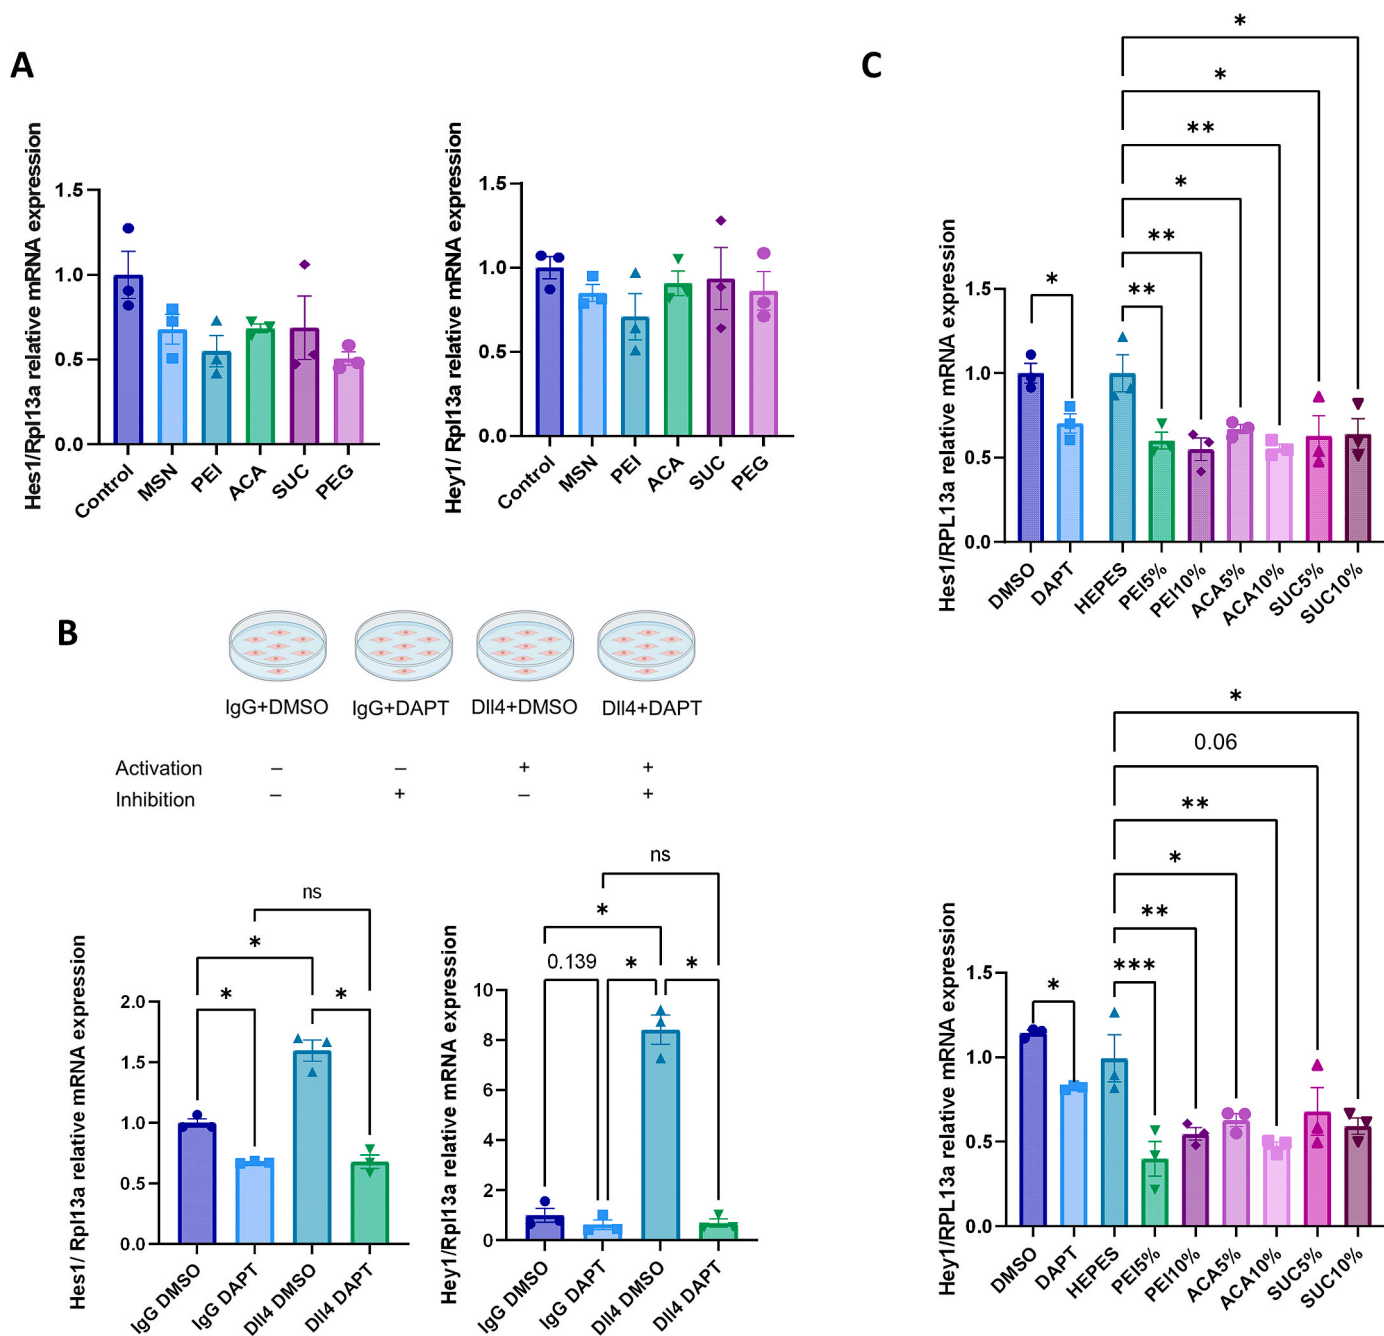 A
Hes1/Rpl13a relative mRNA expression
1.5
1.0
0.5
0.0
Control
MSN
PEI
ACA
SUC
PEG
Hey1/ Rpl13a relative mRNA expression
1.5
1.0
0.5
0.0
Control
MSN
PEI
ACA
SUC
PEG
B
IgG+DMSO IgG+DAPT Dll4+DMSO Dll4+DAPT
Activation – – + +
Inhibition – + – +
Hes1/ Rpl13a relative mRNA expression
2.0
1.5
1.0
0.5
0.0
ns
*
* *
IgG DMSO
IgG DAPT
Dll4 DMSO
Dll4 DAPT
Hey1/Rpl13a relative mRNA expression
10
8
6
4
2
0
ns
*
0.139 * *
IgG DMSO
IgG DAPT
Dll4 DMSO
Dll4 DAPT
C
Hes1/RPL13a relative mRNA expression
1.5
1.0
0.5
0.0
*
*
**
*
**
**
*
DMSO
DAPT
HEPES
PEI5%
PEI10%
ACA5%
ACA10%
SUC5%
SUC10%
Hey1/RPL13a relative mRNA expression
1.5
1.0
0.5
0.0
*
0.06
**
*
**
***
*
DMSO
DAPT
HEPES
PEI5%
PEI10%
ACA5%
ACA10%
SUC5%
SUC10%